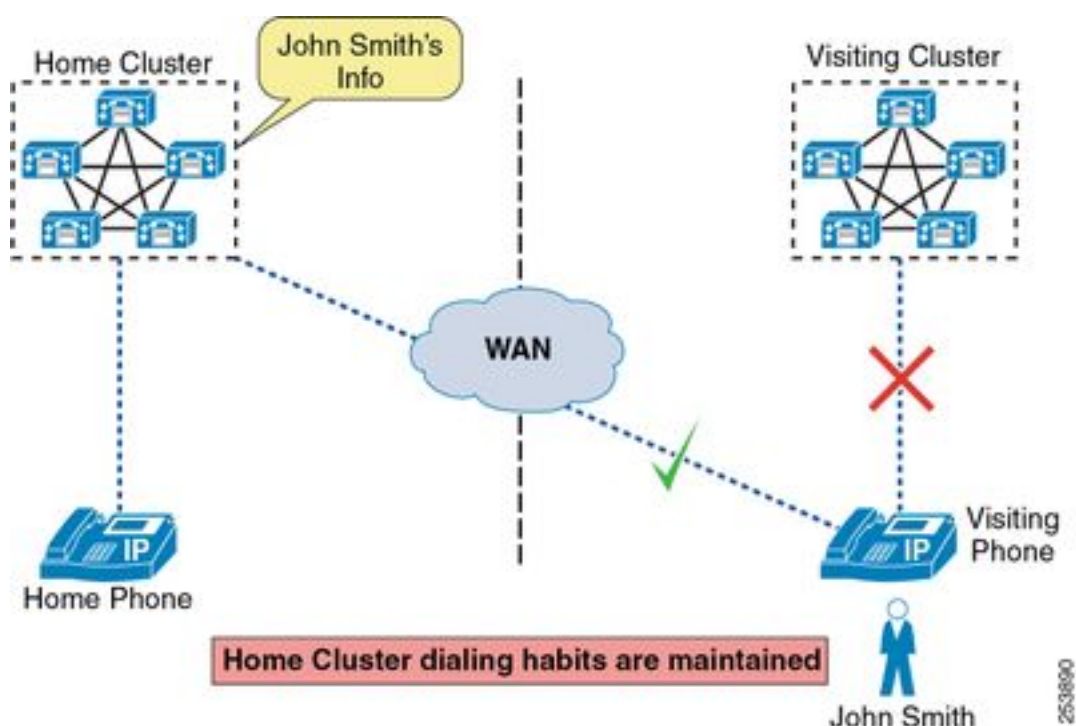 Home Cluster
John Smith's
Info
Visiting Cluster
WAN
IP
Home Phone
IP
Visiting
Phone
Home Cluster dialing habits are maintained
John Smith
253890